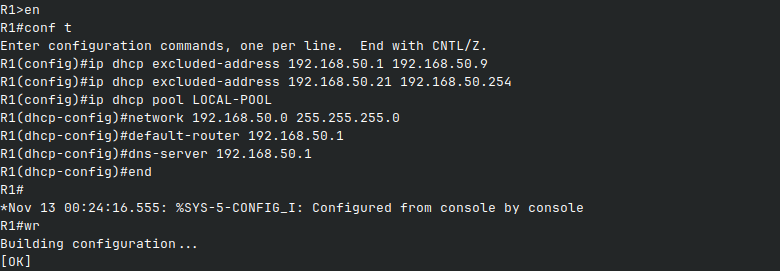 R1>en
R1#conf t
Enter configuration commands, one per line.  End with CNTL/Z.
R1(config)#ip dhcp excluded-address 192.168.50.1 192.168.50.9
R1(config)#ip dhcp excluded-address 192.168.50.21 192.168.50.254
R1(config)#ip dhcp pool LOCAL-POOL
R1(dhcp-config)#network 192.168.50.0 255.255.255.0
R1(dhcp-config)#default-router 192.168.50.1
R1(dhcp-config)#dns-server 192.168.50.1
R1(dhcp-config)#end
R1#
*Nov 13 00:24:16.555: %SYS-5-CONFIG_I: Configured from console by console
R1#wr
Building configuration...
[OK]